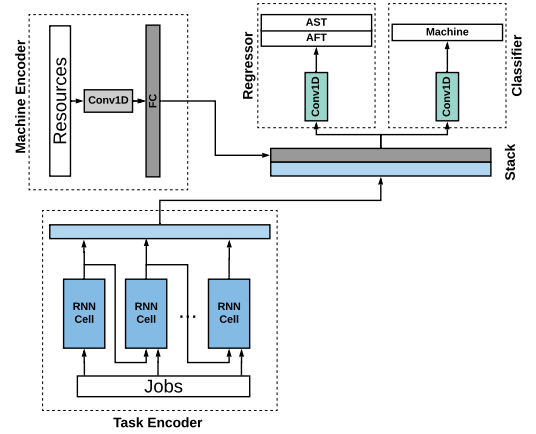 Machine Encoder
Resources
Conv1D
FC
Regressor
AST
AFT
Conv1D
Machine
Conv1D
Classifier
Stack
RNN
Cell
RNN
Cell
...
RNN
Cell
Jobs
Task Encoder